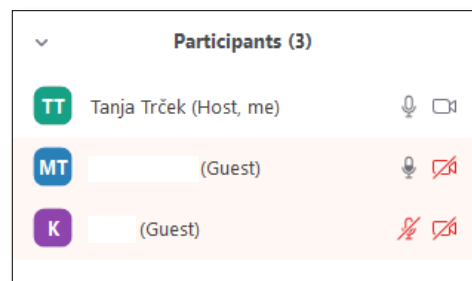 Participants (3)
TT Tanja Trček (Host, me)
MT (Guest)
K (Guest)